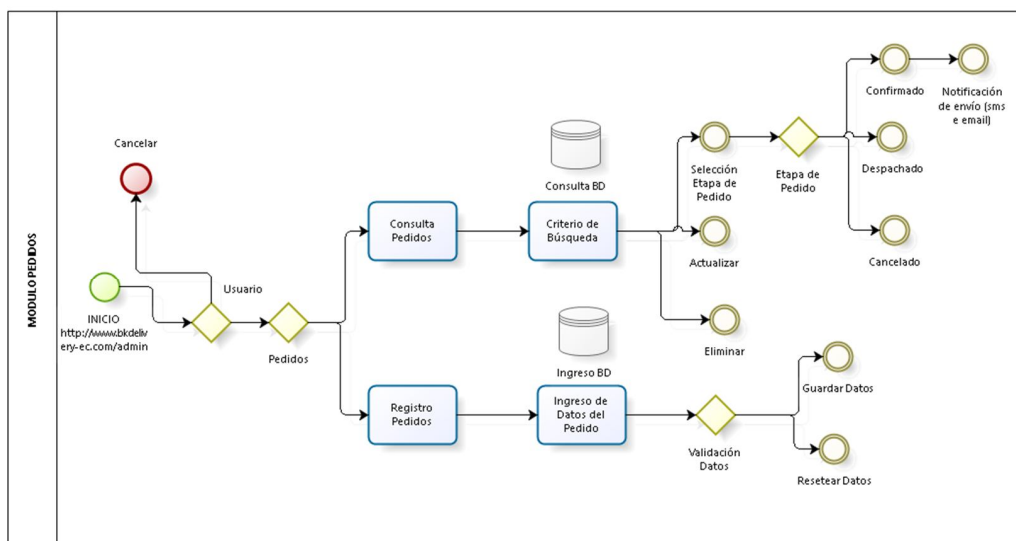 MODULO PEDIDOS
Cancelar
INICIO
http://www.bkdeliv
ery-ec.com/admin
Usuario
Pedidos
Consulta
Pedidos
Consulta BD
Criterio de
Búsqueda
Selección
Etapa de
Pedido
Etapa de
Pedido
Confirmado
Notificación
de envío (sms
e email)
Despachado
Cancelado
Actualizar
Eliminar
Registro
Pedidos
Ingreso BD
Ingreso de
Datos del
Pedido
Validación
Datos
Guardar Datos
Resetear Datos